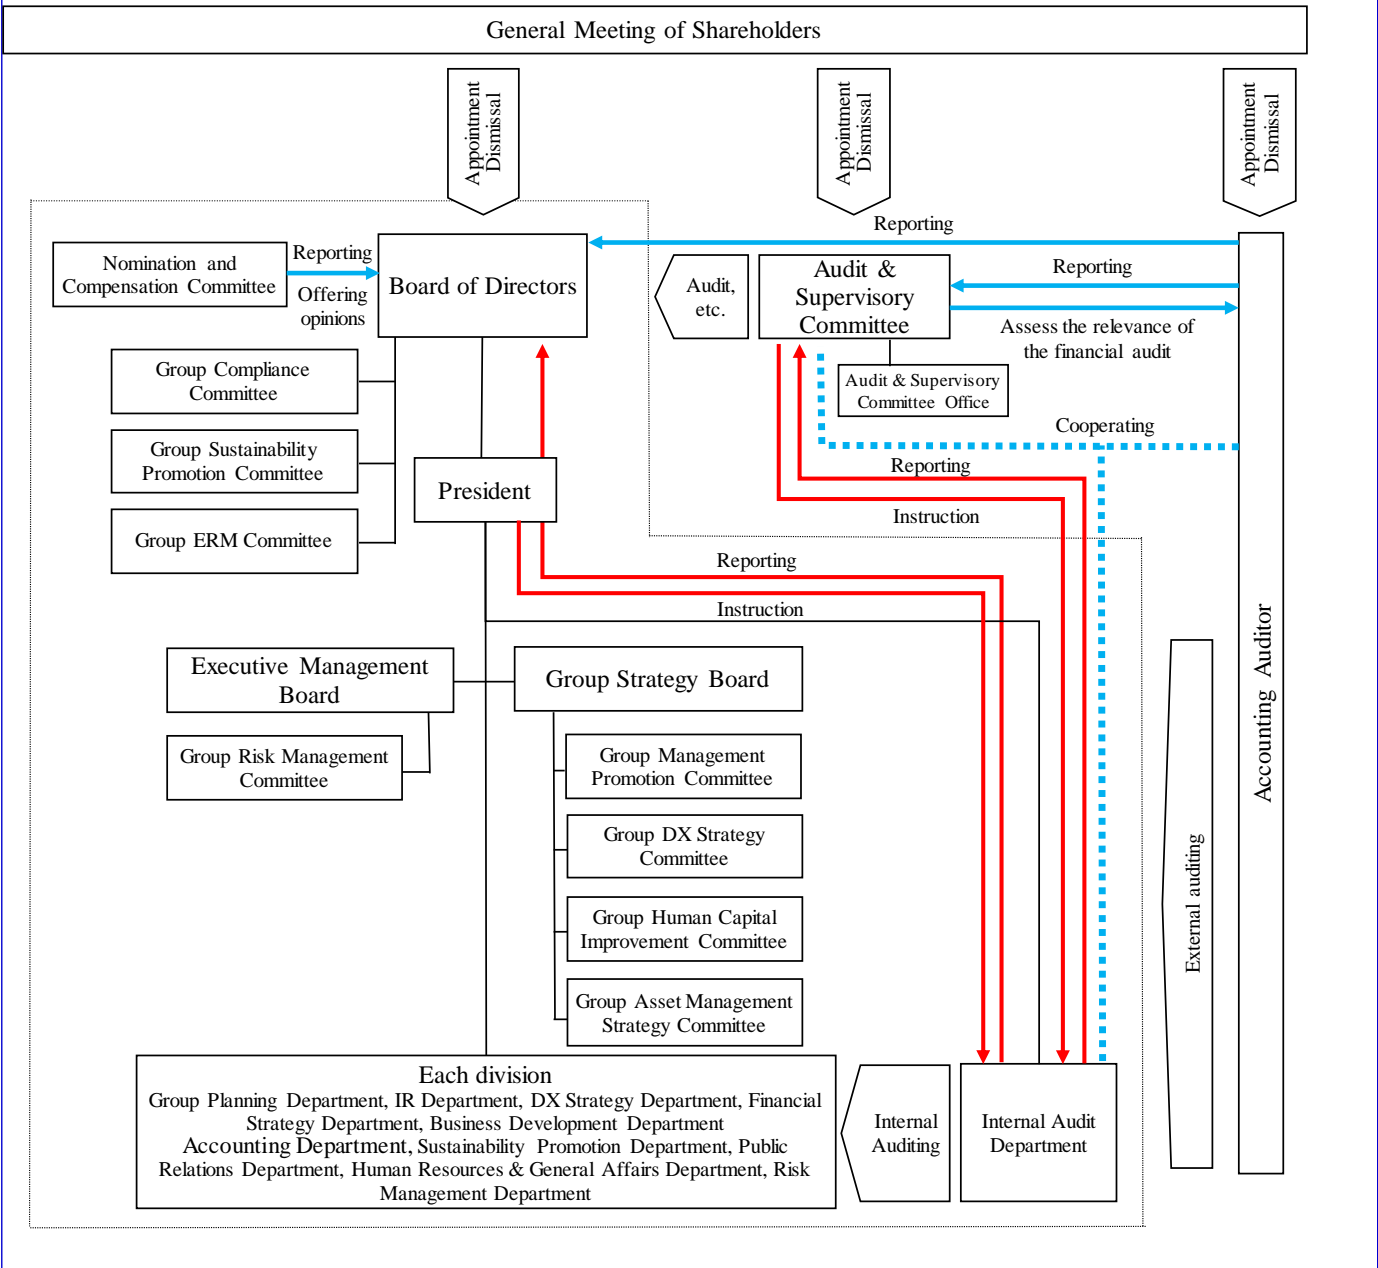 General Meeting of Shareholders
Appointment
Dismissal
Appointment
Dismissal
Appointment
Dismissal
Reporting
Nomination and
Compensation Committee
Reporting
Offering
opinions
Board of Directors
Audit,
etc.
Audit &
Supervisory
Committee
Reporting
Assess the relevance of
the financial audit
Group Compliance
Committee
Audit & Supervisory
Committee Office
Cooperating
Group Sustainability
Promotion Committee
Reporting
President
Instruction
Group ERM Committee
Reporting
Instruction
Executive Management
Board
Group Strategy Board
Accounting Auditor
Group Risk Management
Committee
Group Management
Promotion Committee
Group DX Strategy
Committee
External auditing
Group Human Capital
Improvement Committee
Group Asset Management
Strategy Committee
Each division
Group Planning Department, IR Department, DX Strategy Department, Financial
Strategy Department, Business Development Department
Accounting Department, Sustainability Promotion Department, Public
Relations Department, Human Resources & General Affairs Department, Risk
Management Department
Internal
Auditing
Internal Audit
Department